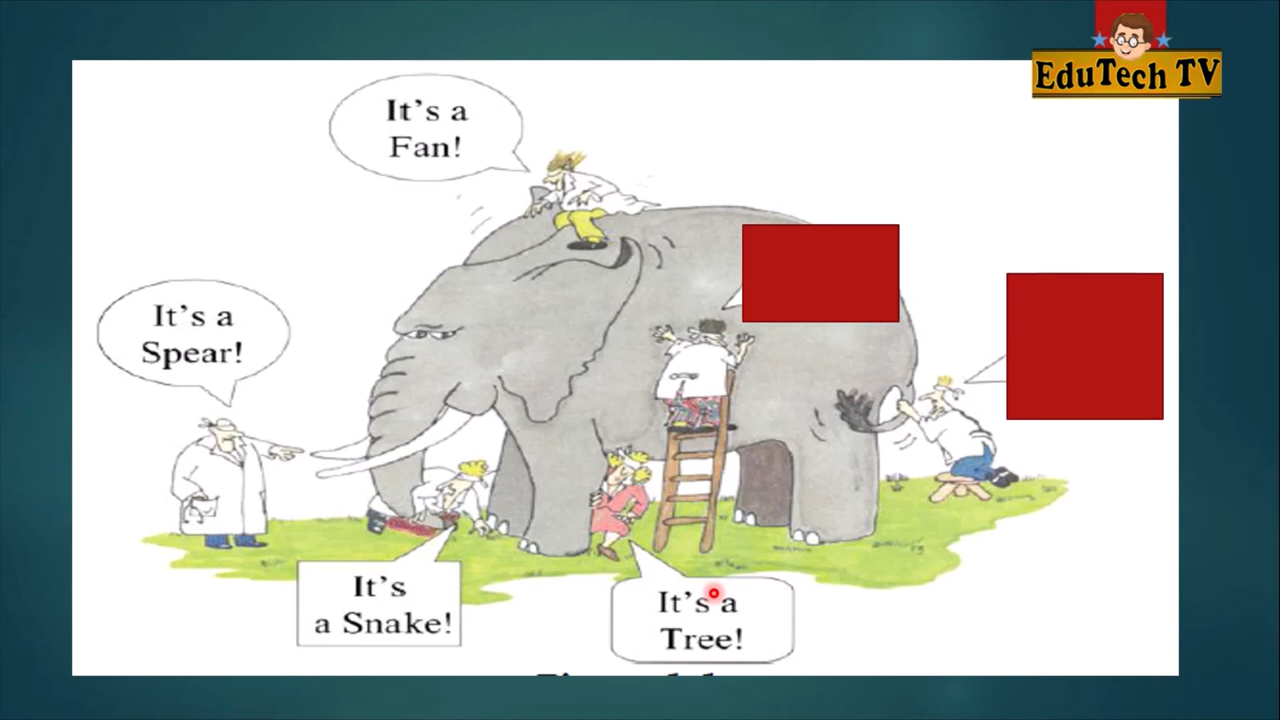 EduTech TV
It's a
Fan!
It's a
Spear!
It's
a Snake!
It's a
Tree!